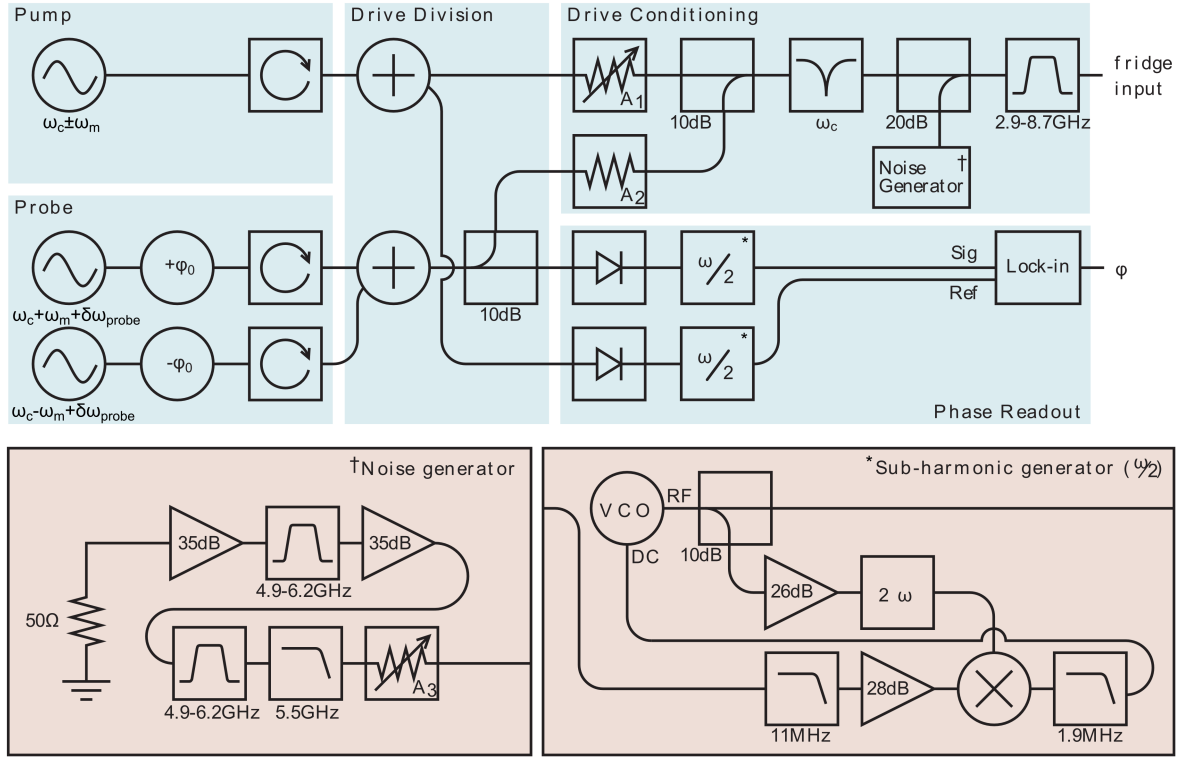 Pump
ωc±ωm
Drive Division
Drive Conditioning
A1
10dB
ωc
20dB
2.9-8.7GHz
fridge
input
A2
Noise †
Generator
Probe
+φ0
ωc+ωm+δωprobe
-φ0
ωc-ωm+δωprobe
10dB
ω/2 *
Sig
Ref
Lock-in
φ
ω/2 *
Phase Readout
†Noise generator
35dB
35dB
4.9-6.2GHz
50Ω
A3
4.9-6.2GHz
5.5GHz
*Sub-harmonic generator (ω/2)
VCO
RF
DC
10dB
26dB
2 ω
28dB
11MHz
1.9MHz